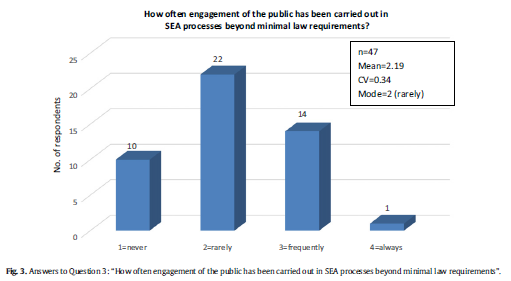 How often engagement of the public has been carried out in
SEA processes beyond minimal law requirements?
n=47
Mean=2.19
CV=0.34
Mode=2 (rarely)
No. of respondents
25
20
15
10
5
0
10
22
14
1
1=never
2=rarely
3=frequently
4=always
Fig. 3. Answers to Question 3: “How often engagement of the public has been carried out in SEA processes beyond minimal law requirements”.